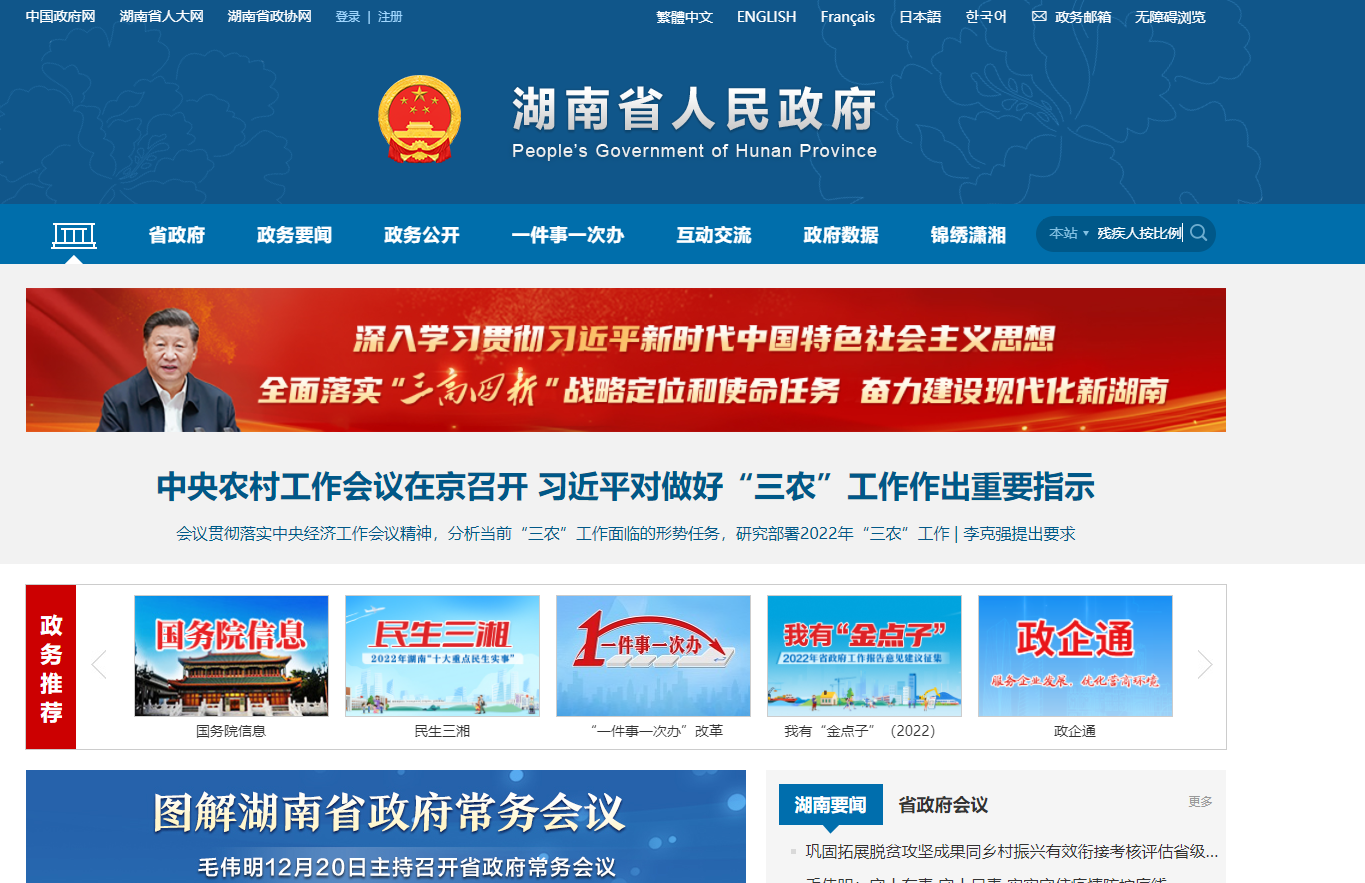 中国政府网 湖南省人大网 湖南省政协网 登录 | 注册 繁體中文 ENGLISH Français 日本語 한국어 政务邮箱 无障碍浏览
湖南省人民政府
People's Government of Hunan Province
省政府 政务要闻 政务公开 一件事一次办 互动交流 政府数据 锦绣潇湘 本站 残疾人按比例
深入学习贯彻习近平新时代中国特色社会主义思想
全面落实“三高四新”战略定位和使命任务 奋力建设现代化新湖南
中央农村工作会议在京召开 习近平对做好“三农”工作作出重要指示
会议贯彻落实中央经济工作会议精神，分析当前“三农”工作面临的形势任务，研究部署2022年“三农”工作 | 李克强提出要求
政务推荐
国务院信息
民生三湘
2022年湖南“十大重点民生实事”
1一件事一次办
我有“金点子”
2022年省政府工作报告意见建议征集
政企通
服务企业发展，优化营商环境
国务院信息 民生三湘 “一件事一次办”改革 我有“金点子”（2022） 政企通
图解湖南省政府常务会议
毛伟明12月20日主持召开省政府常务会议
湖南要闻 省政府会议 更多
巩固拓展脱贫攻坚成果同乡村振兴有效衔接考核评估省级...